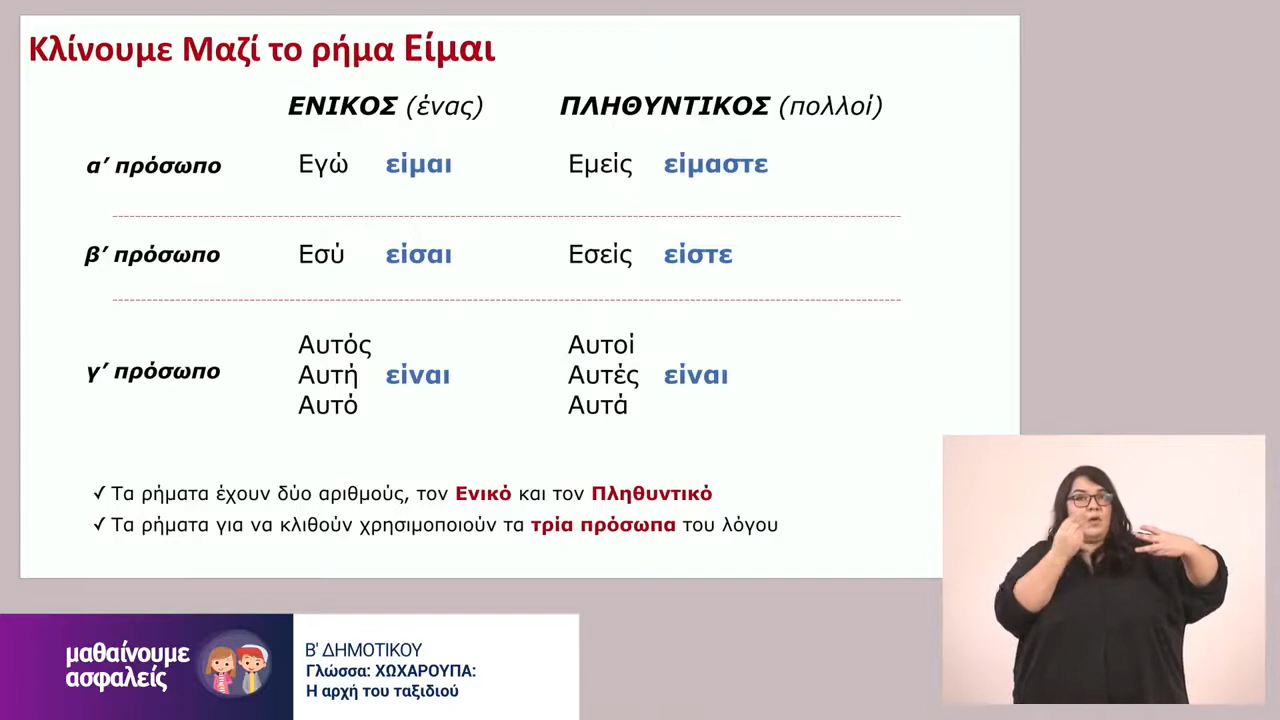 Κλίνουμε Μαζί το ρήμα Είμαι
ΕΝΙΚΟΣ (ένας) ΠΛΗΘΥΝΤΙΚΟΣ (πολλοί)
α’ πρόσωπο Εγώ είμαι Εμείς είμαστε
β’ πρόσωπο Εσύ είσαι Εσείς είστε
Αυτός Αυτοί
γ’ πρόσωπο Αυτή είναι Αυτές είναι
Αυτό Αυτά
✓ Τα ρήματα έχουν δύο αριθμούς, τον Ενικό και τον Πληθυντικό
✓ Τα ρήματα για να κλιθούν χρησιμοποιούν τα τρία πρόσωπα του λόγου
μαθαίνουμε
ασφαλείς
Β' ΔΗΜΟΤΙΚΟΥ
Γλώσσα: ΧΩΧΑΡΟΥΠΑ:
Η αρχή του ταξιδιού